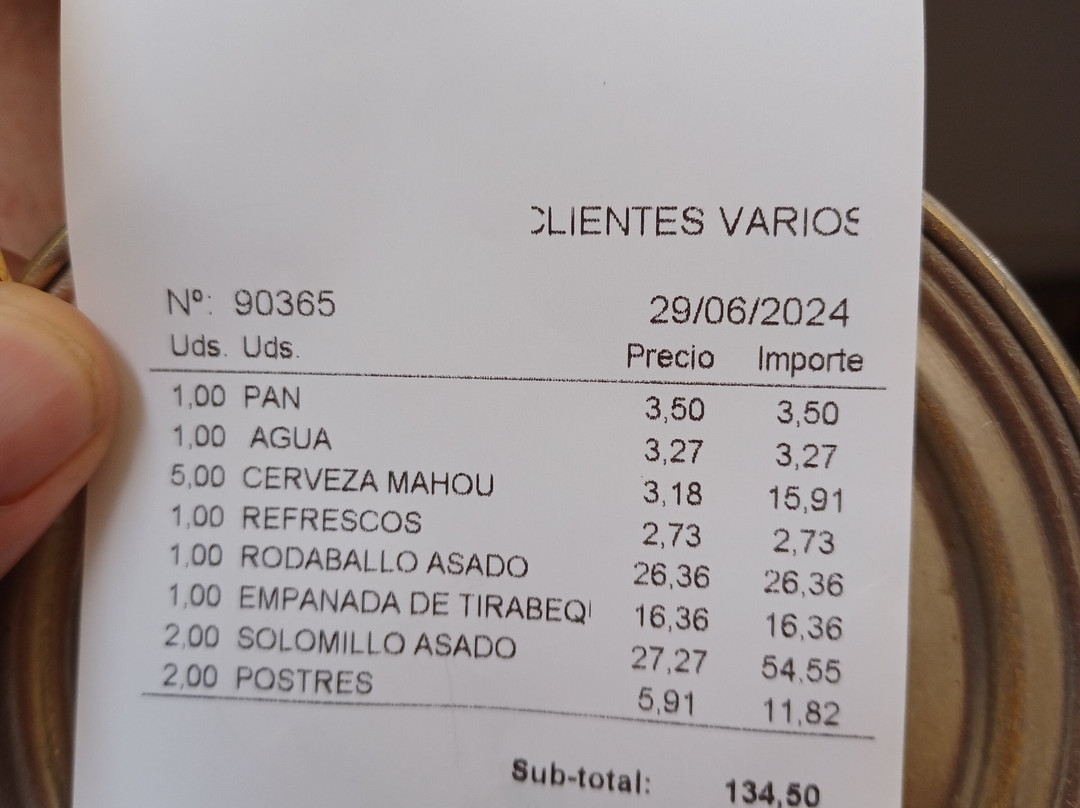 CLIENTES VARIOS
Nº: 90365 29/06/2024
Uds. Uds. Precio Importe
1,00 PAN 3,50 3,50
1,00 AGUA 3,27 3,27
5,00 CERVEZA MAHOU 3,18 15,91
1,00 REFRESCOS 2,73 2,73
1,00 RODABALLO ASADO 26,36 26,36
1,00 EMPANADA DE TIRABEQ 16,36 16,36
2,00 SOLOMILLO ASADO 27,27 54,55
2,00 POSTRES 5,91 11,82
Sub-total: 134,50